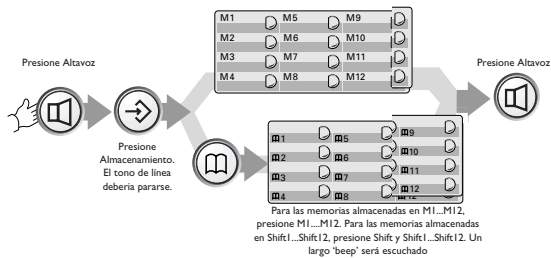 M1 M5 M9
M2 M6 M10
M3 M7 M11
M4 M8 M12
Presione Altavoz
Presione Altavoz
Presione
Almacenamiento.
El tono de línea
deberia pararse.
1 5 9
2 6 10
3 7 11
4 8 12
Para las memorias almacenadas en M1...M12,
presione M1....M12. Para las memorias almacenadas
en Shift1...Shift12, presione Shift y Shift1...Shift12. Un
largo ‘beep’ será escuchado